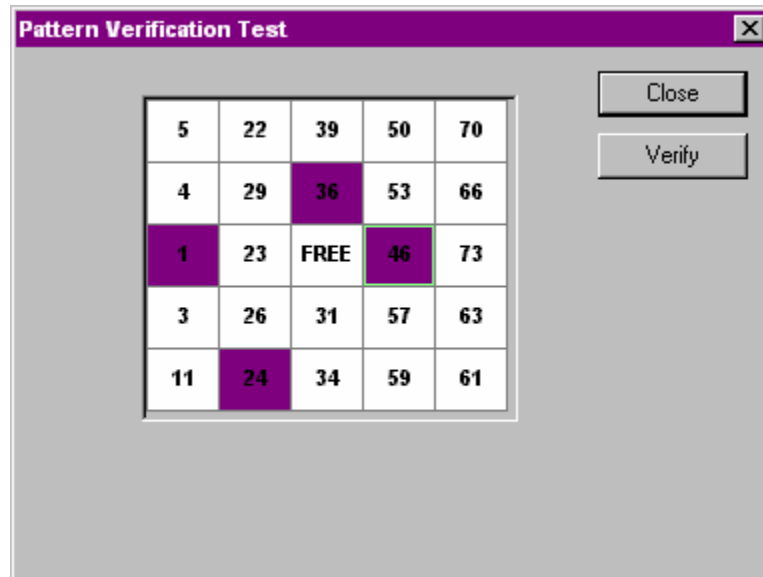 Pattern Verification Test
Close
Verify
5 22 39 50 70
4 29 36 53 66
1 23 FREE 46 73
3 26 31 57 63
11 24 34 59 61